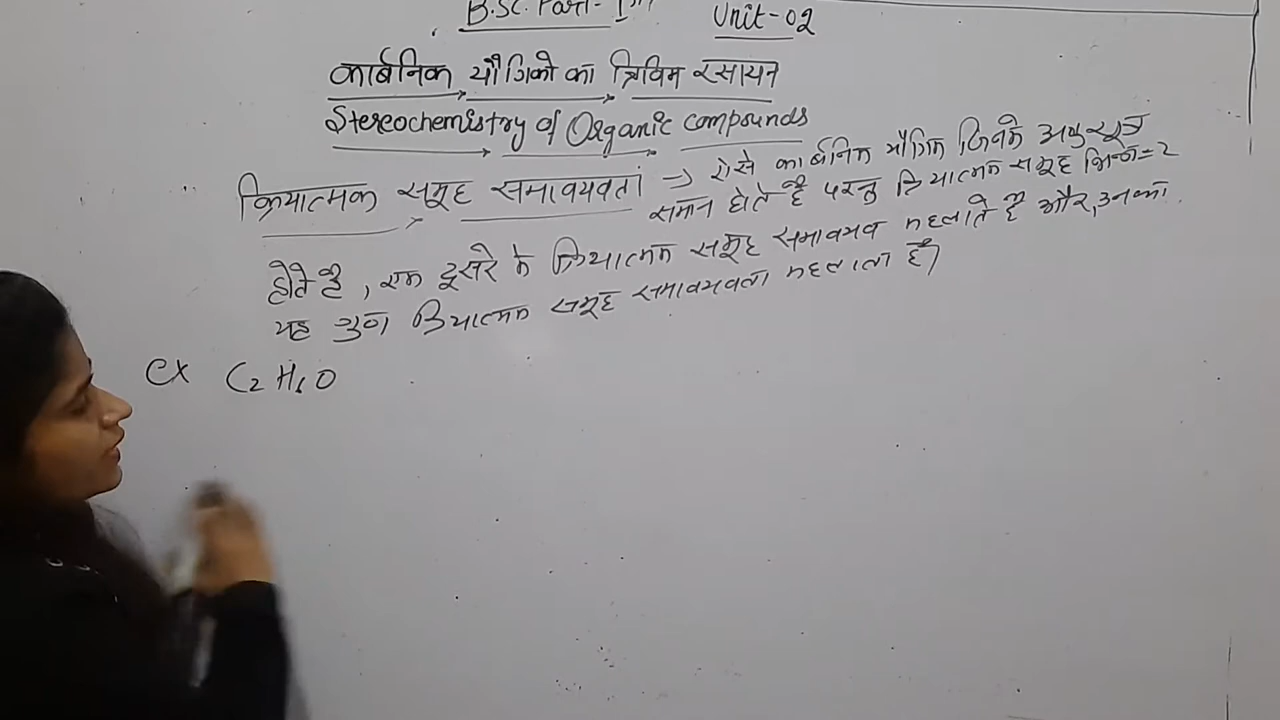 B.Sc. Part- Ist Unit-02
कार्बनिक यौगिको का त्रिविम रसायन
Stereochemistry of Organic compounds
क्रियात्मक समूह समावयवता → ऐसे कार्बनिक यौगिक जिनके अणुसूत्र
समान होते है परन्तु क्रियात्मक समूह भिन्न-2
होते है, एक दूसरे के क्रियात्मक समूह समावयव कहलाते है और, उनका
यह गुण क्रियात्मक समूह समावयवता कहलाता है।
ex C2H6O